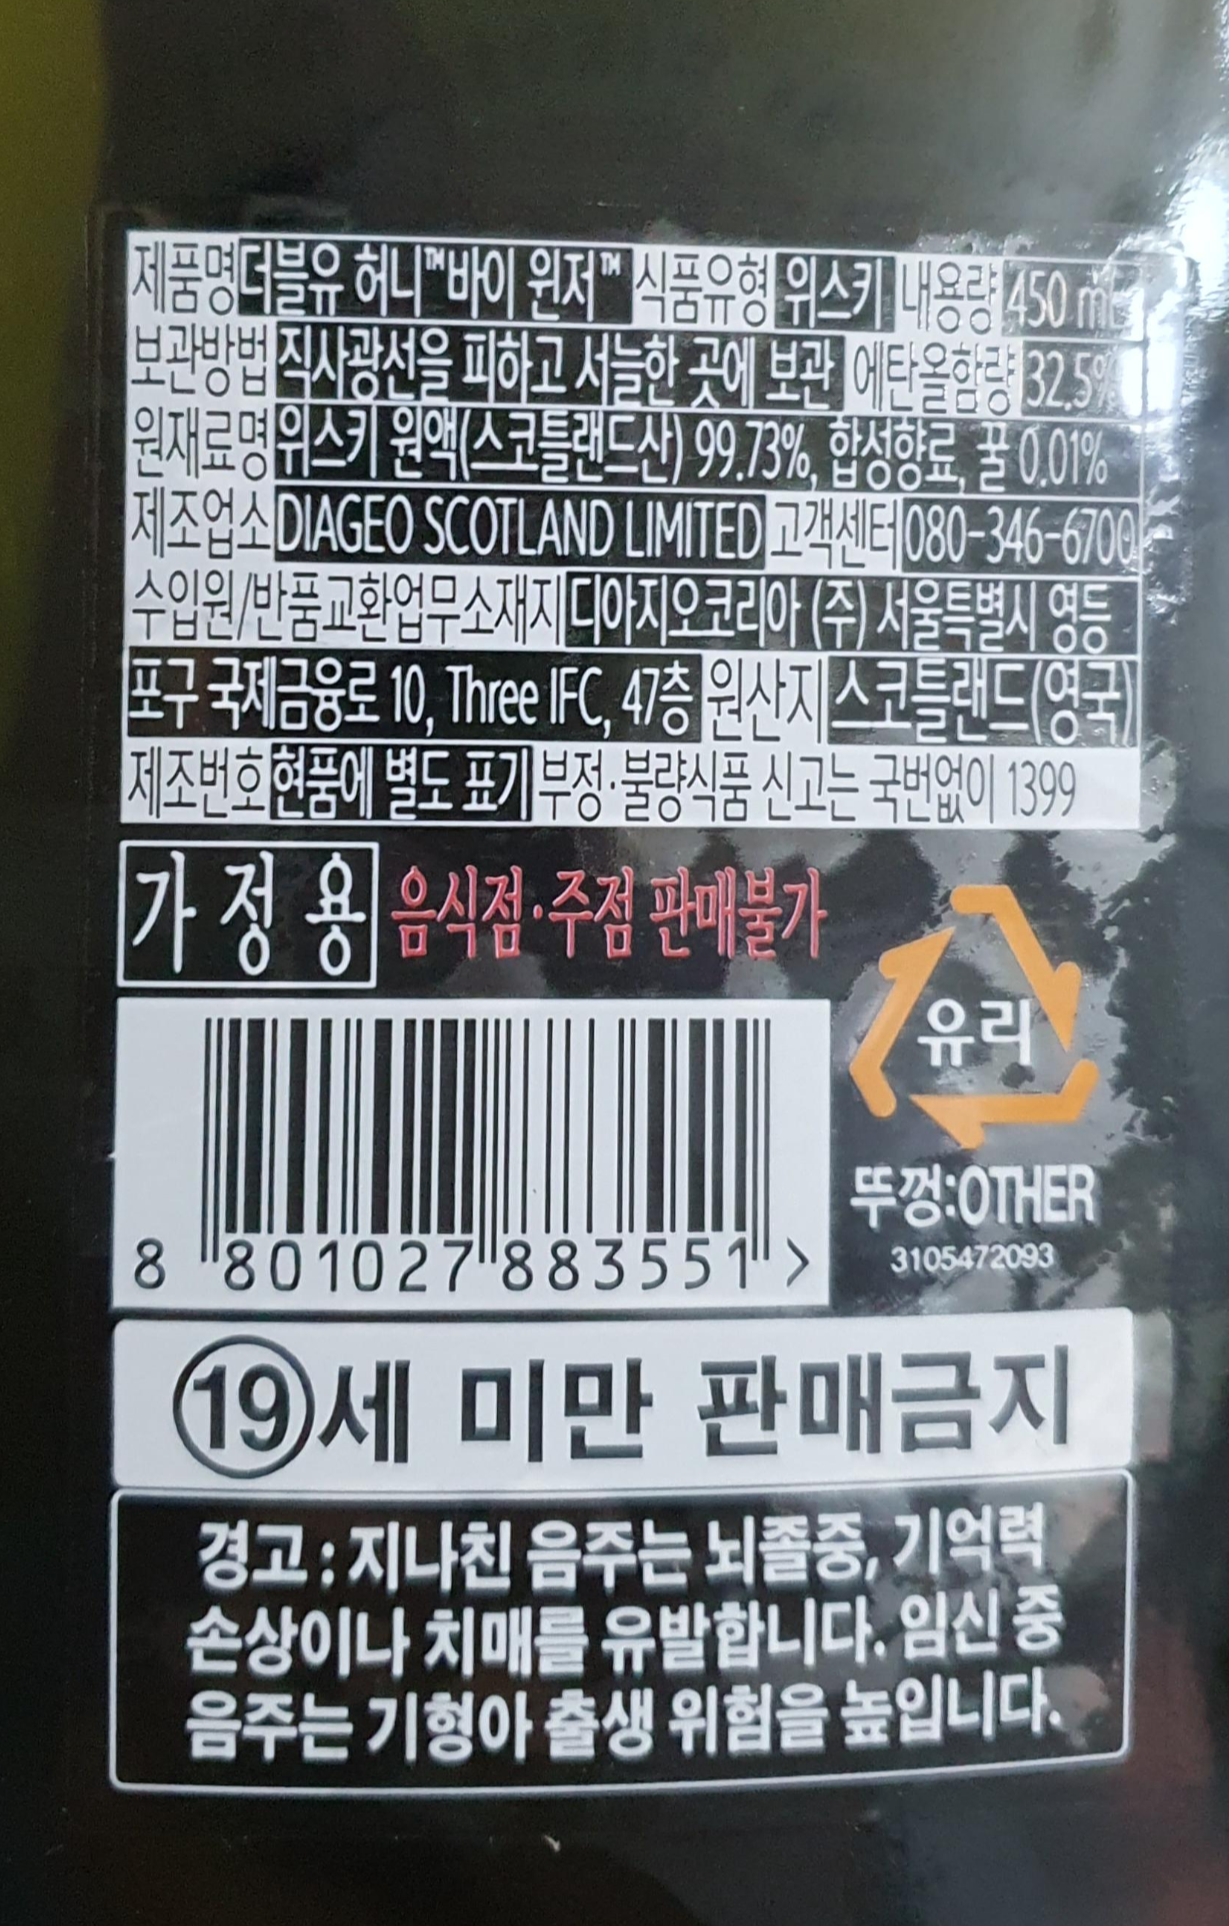 제품명 더블유 허니™ 바이 윈저™ 식품유형 위스키 내용량 450 mL
보관방법 직사광선을 피하고 서늘한 곳에 보관 에탄올함량 32.5%
원재료명 위스키 원액(스코틀랜드산) 99.73%, 합성향료, 꿀 0.01%
제조업소 DIAGEO SCOTLAND LIMITED 고객센터 080-346-6700
수입원/반품교환업무소재지 디아지오코리아 (주) 서울특별시 영등
포구 국제금융로 10, Three IFC, 47층 원산지 스코틀랜드(영국)
제조번호 현품에 별도 표기 부정·불량식품 신고는 국번없이 1399
가정용 음식점·주점 판매불가
유리
뚜껑:OTHER
3105472093
8 801027 883551 >
19세 미만 판매금지
경고 : 지나친 음주는 뇌졸중, 기억력
손상이나 치매를 유발합니다. 임신 중
음주는 기형아 출생 위험을 높입니다.